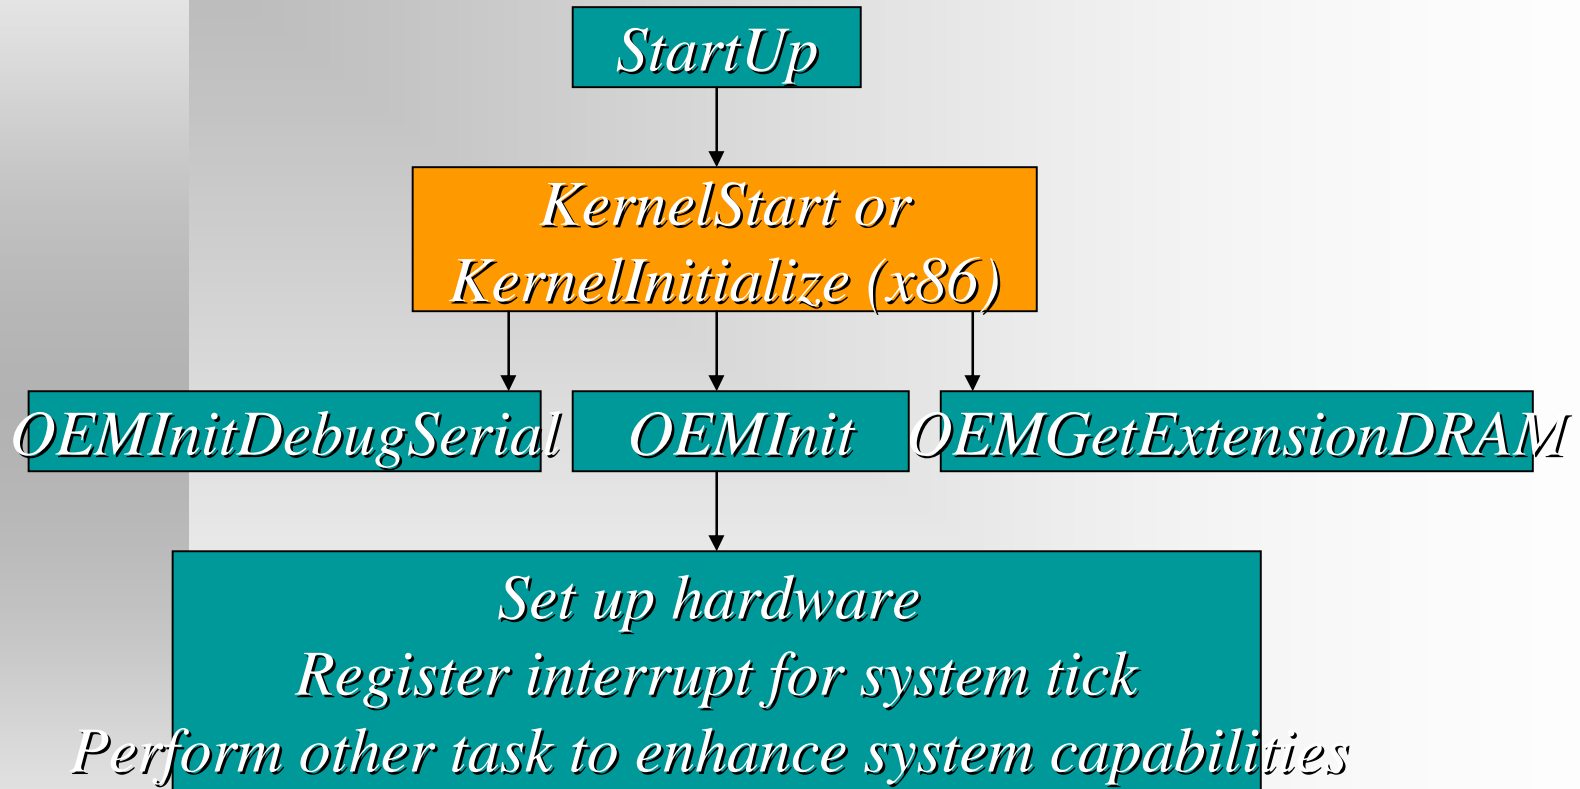 StartUp
KernelStart or
KernelInitialize (x86)
OEMInitDebugSerial
OEMInit
OEMGetExtensionDRAM
Set up hardware
Register interrupt for system tick
Perform other task to enhance system capabilities